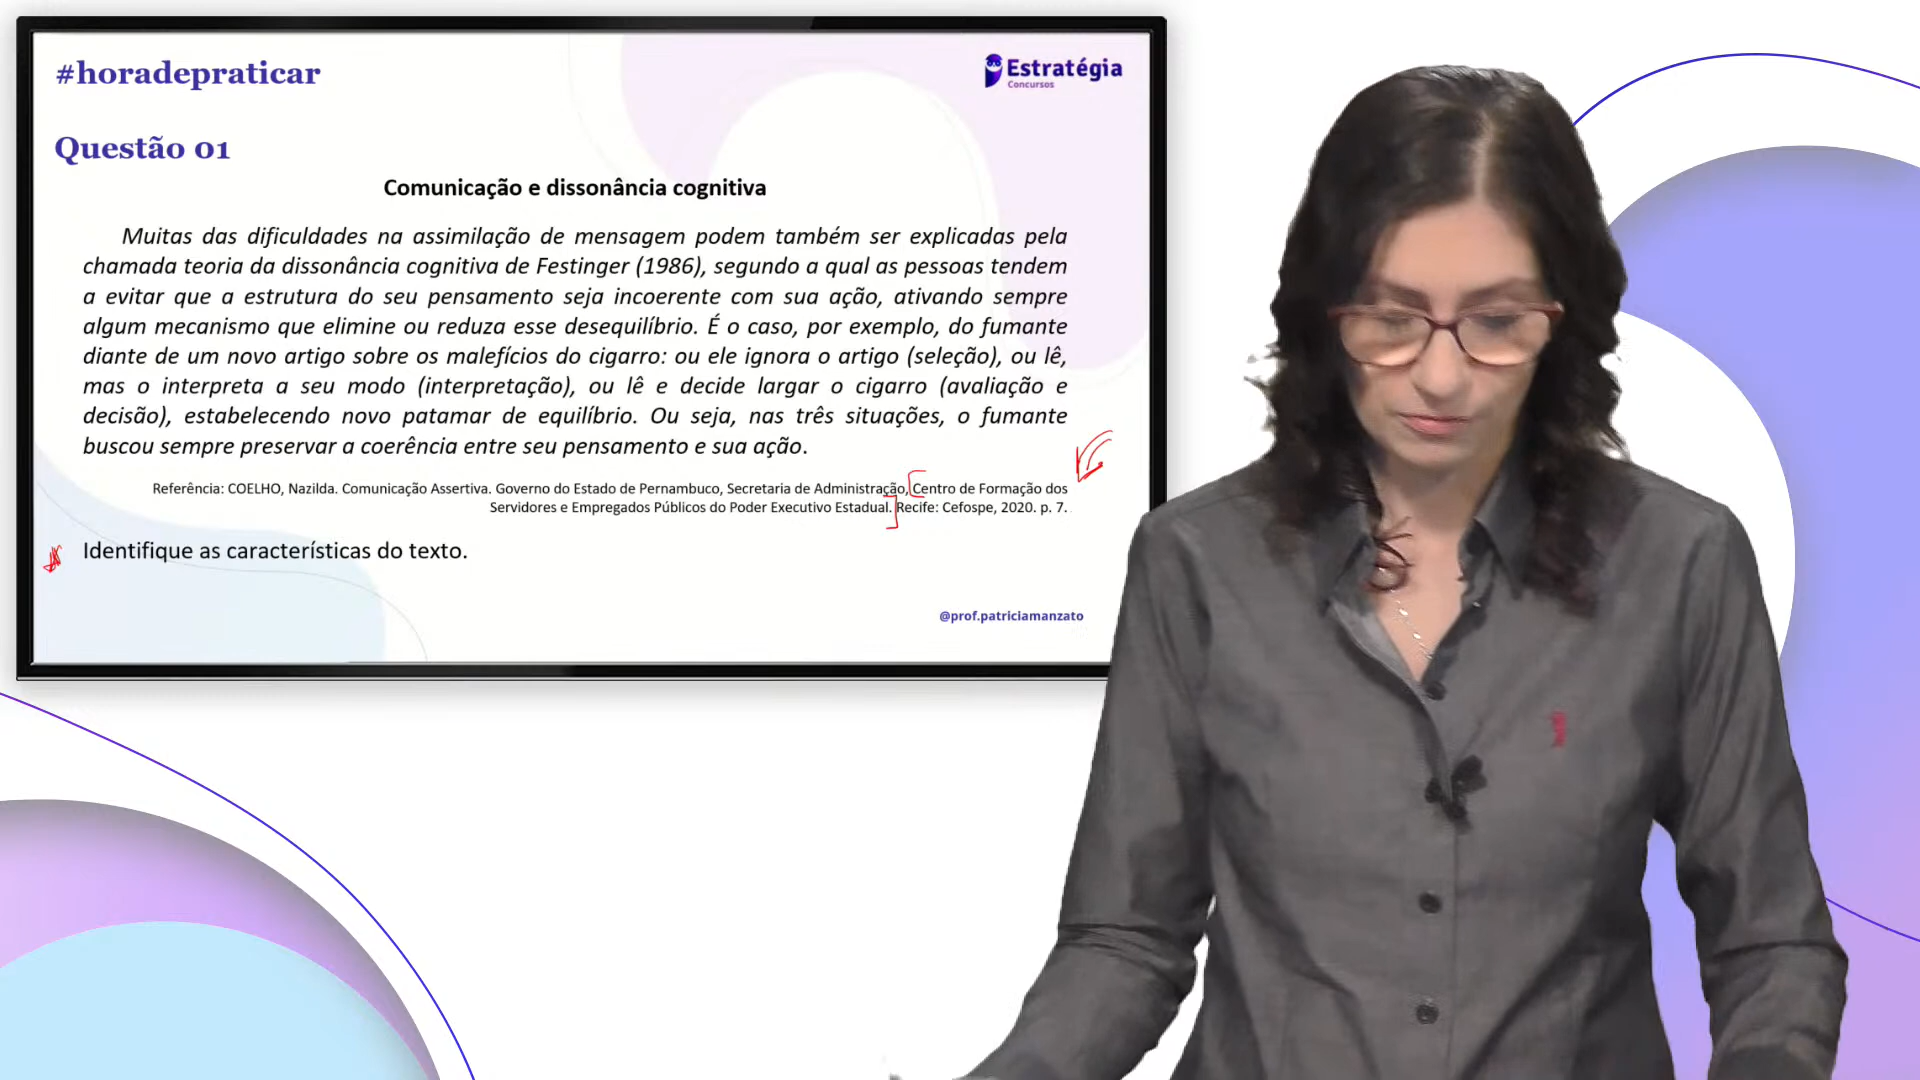 #horadepraticar
Estratégia
Concursos
Questão 01
Comunicação e dissonância cognitiva
Muitas das dificuldades na assimilação de mensagem podem também ser explicadas pela
chamada teoria da dissonância cognitiva de Festinger (1986), segundo a qual as pessoas tendem
a evitar que a estrutura do seu pensamento seja incoerente com sua ação, ativando sempre
algum mecanismo que elimine ou reduza esse desequilíbrio. É o caso, por exemplo, do fumante
diante de um novo artigo sobre os malefícios do cigarro: ou ele ignora o artigo (seleção), ou lê,
mas o interpreta a seu modo (interpretação), ou lê e decide largar o cigarro (avaliação e
decisão), estabelecendo novo patamar de equilíbrio. Ou seja, nas três situações, o fumante
buscou sempre preservar a coerência entre seu pensamento e sua ação.
Referência: COELHO, Nazilda. Comunicação Assertiva. Governo do Estado de Pernambuco, Secretaria de Administração, Centro de Formação dos
Servidores e Empregados Públicos do Poder Executivo Estadual. Recife: Cefospe, 2020. p. 7.
Identifique as características do texto.
@prof.patriciamanzato